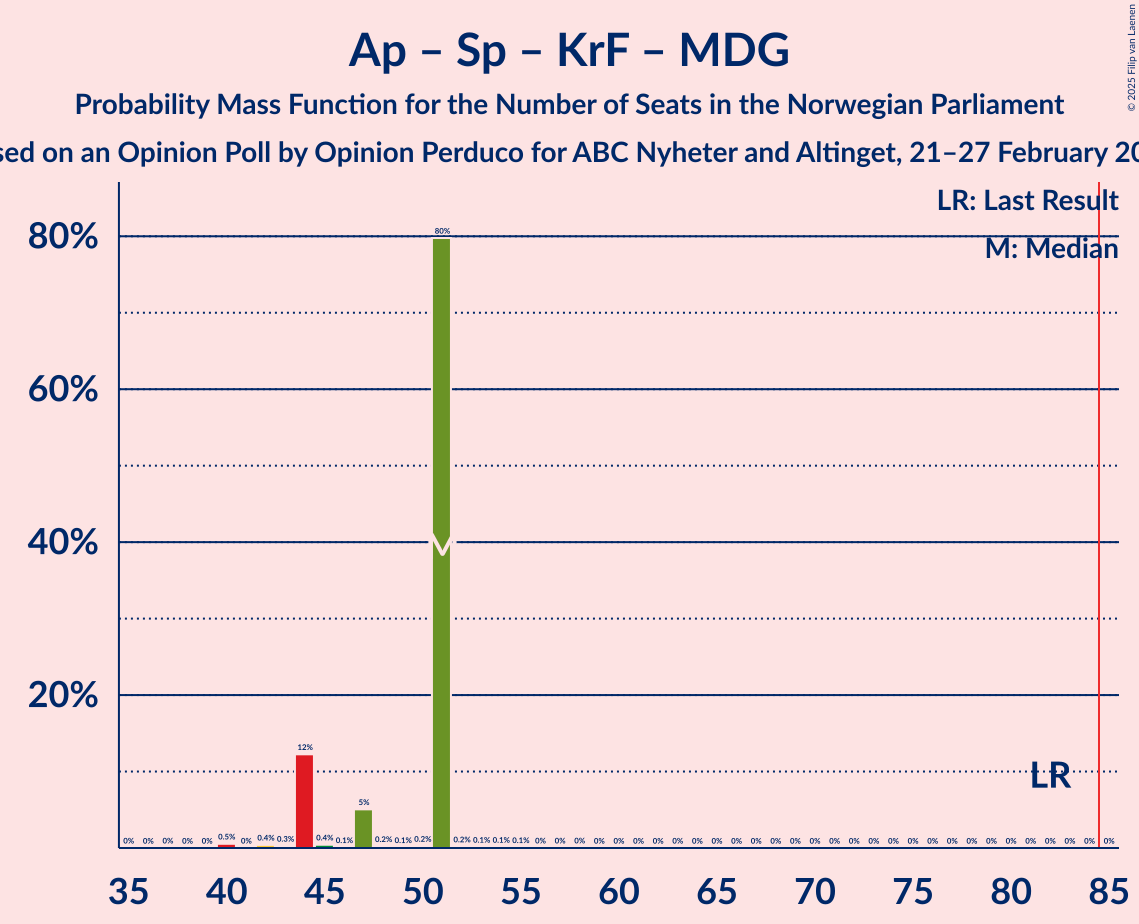 Ap – Sp – KrF – MDG
Probability Mass Function for the Number of Seats in the Norwegian Parliament
on an Opinion Poll by Opinion Perduco for ABC Nyheter and Altinget, 21–27 February
© 2025 Filip van Laenen
LR: Last Result
M: Median
80%
60%
40%
20%
80%
12%
5%
LR
0% 0% 0% 0% 0% 0.5% 0% 0.4% 0.3% 0.4% 0.1% 0.2% 0.1% 0.2% 0.2% 0.1% 0.1% 0.1% 0% 0% 0% 0% 0% 0% 0% 0% 0% 0% 0% 0% 0% 0% 0% 0% 0% 0% 0% 0% 0% 0% 0% 0% 0% 0% 0% 0% 0% 0%
35 40 45 50 55 60 65 70 75 80 85